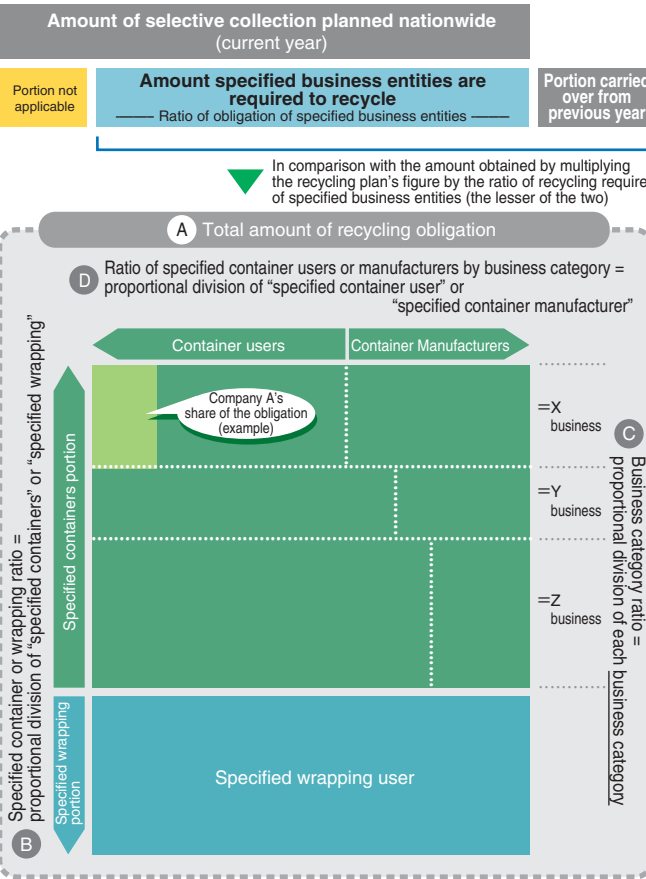 Amount of selective collection planned nationwide
(current year)
Portion not
applicable
Amount specified business entities are
required to recycle
Ratio of obligation of specified business entities
Portion carried
over from
previous year
In comparison with the amount obtained by multiplying
the recycling plan's figure by the ratio of recycling require
of specified business entities (the lesser of the two)
A Total amount of recycling obligation
D Ratio of specified container users or manufacturers by business category =
proportional division of "specified container user" or
"specified container manufacturer"
Container users
Container Manufacturers
Company A's
share of the obligation
(example)
=X
business
=Y
business
=Z
business
C Business category ratio =
proportional division of each business category
Specified containers portion
Specified wrapping
portion
Specified wrapping user
B Specified container or wrapping ratio =
proportional division of "specified containers" or "specified wrapping"